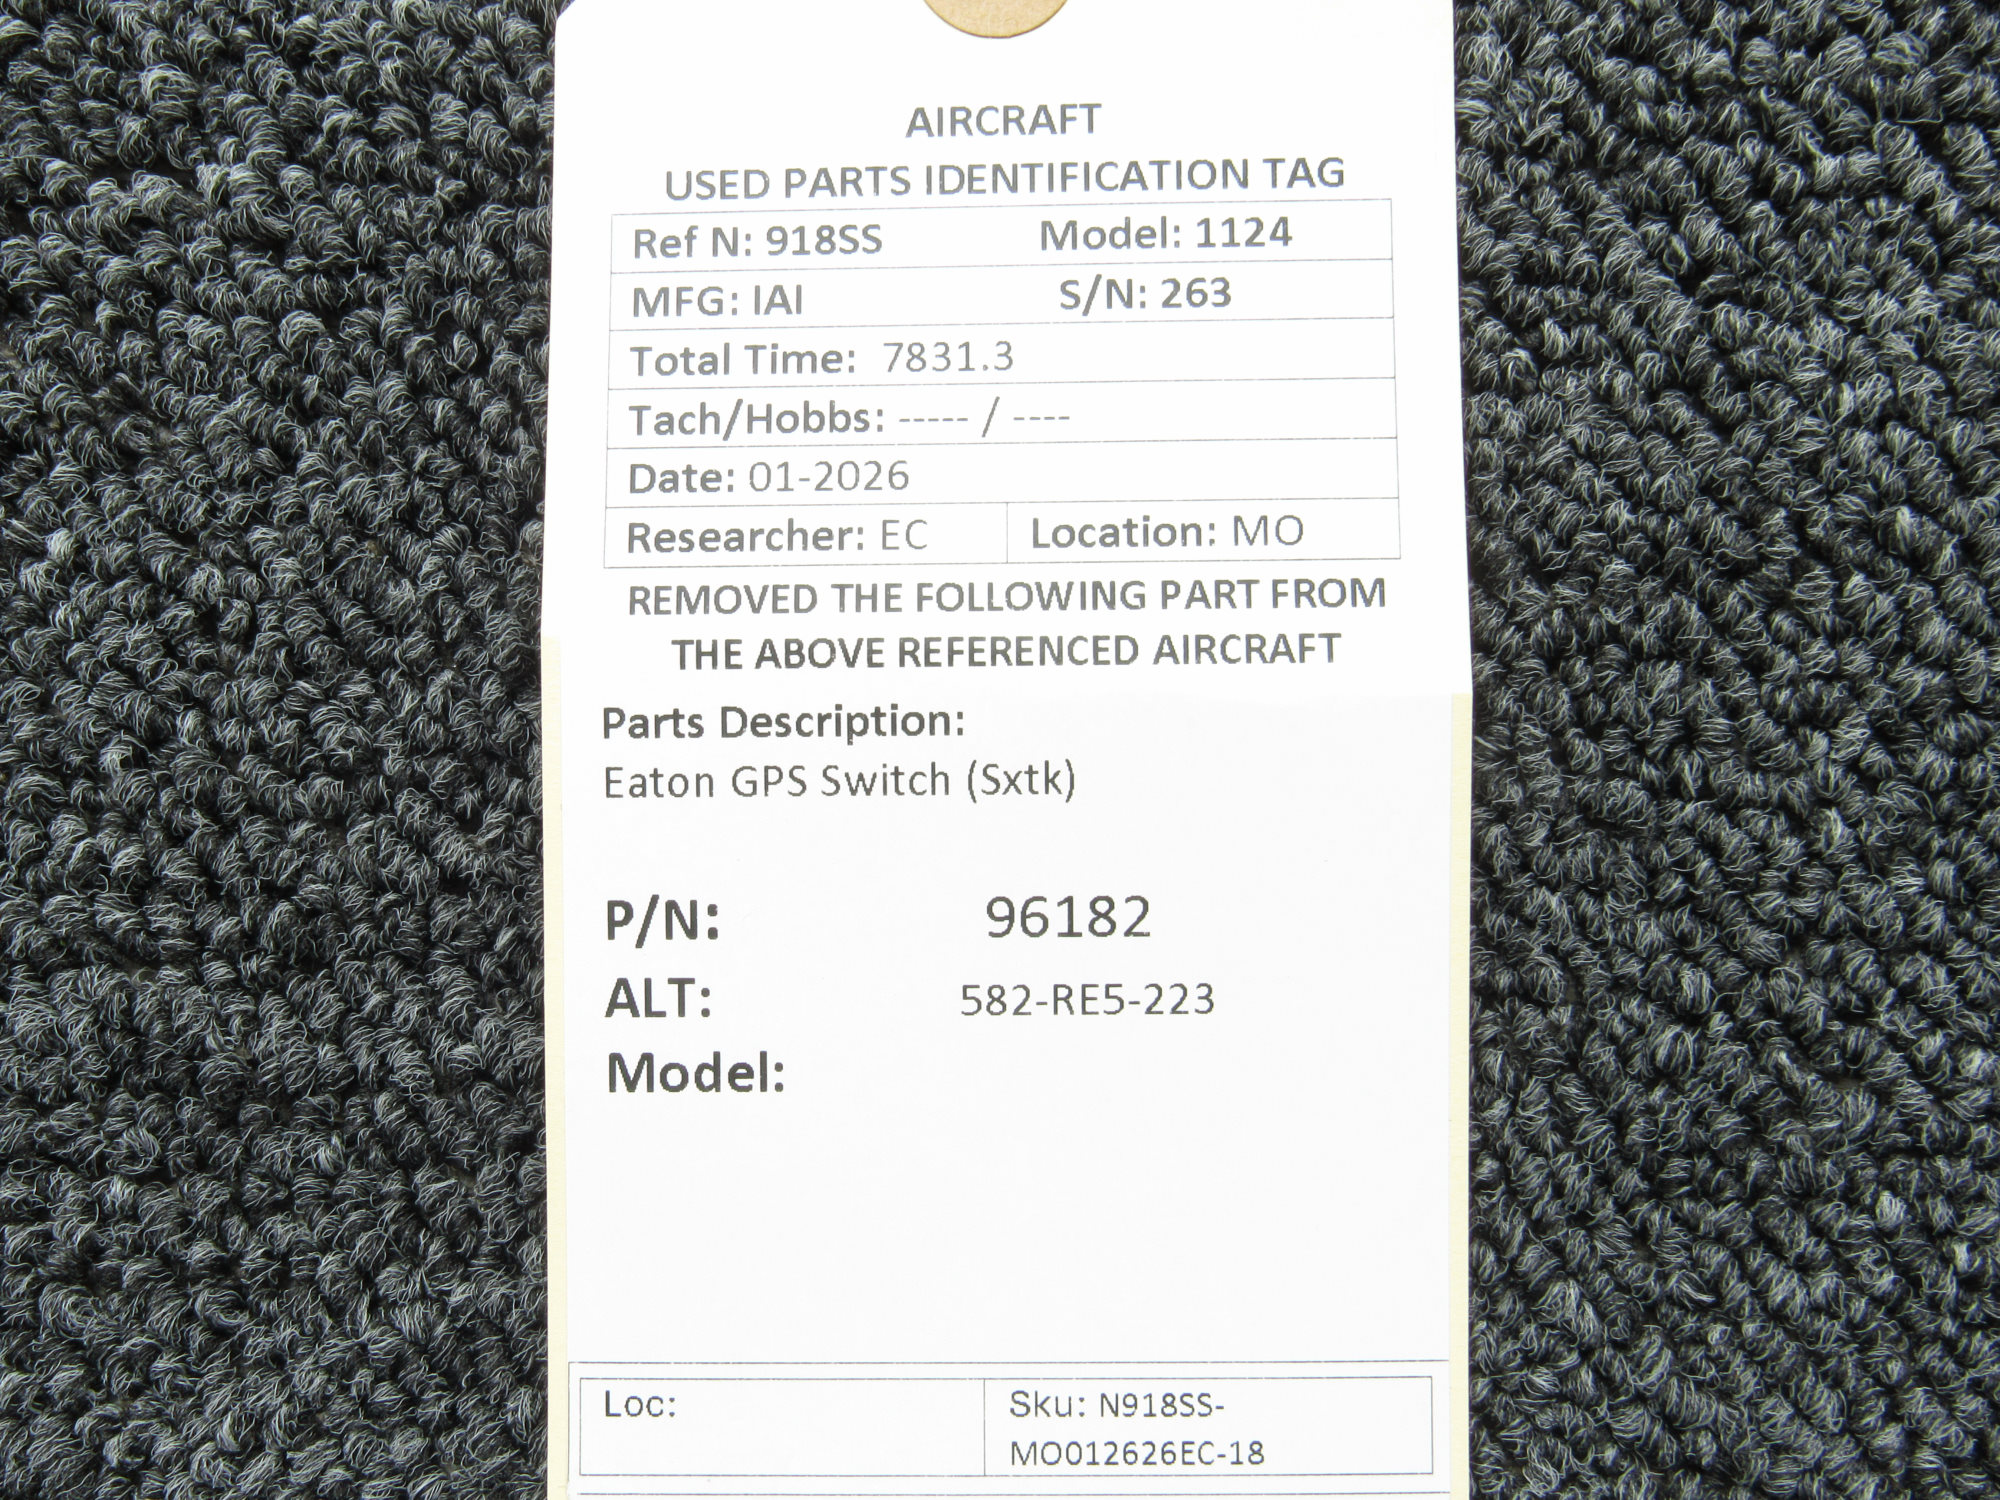 AIRCRAFT
USED PARTS IDENTIFICATION TAG
Ref N: 918SS Model: 1124
MFG: IAI S/N: 263
Total Time: 7831.3
Tach/Hobbs: ----- / ----
Date: 01-2026
Researcher: EC Location: MO
REMOVED THE FOLLOWING PART FROM
THE ABOVE REFERENCED AIRCRAFT
Parts Description:
Eaton GPS Switch (Sxtk)
P/N: 96182
ALT: 582-RE5-223
Model:
Loc: Sku: N918SS-
MO012626EC-18